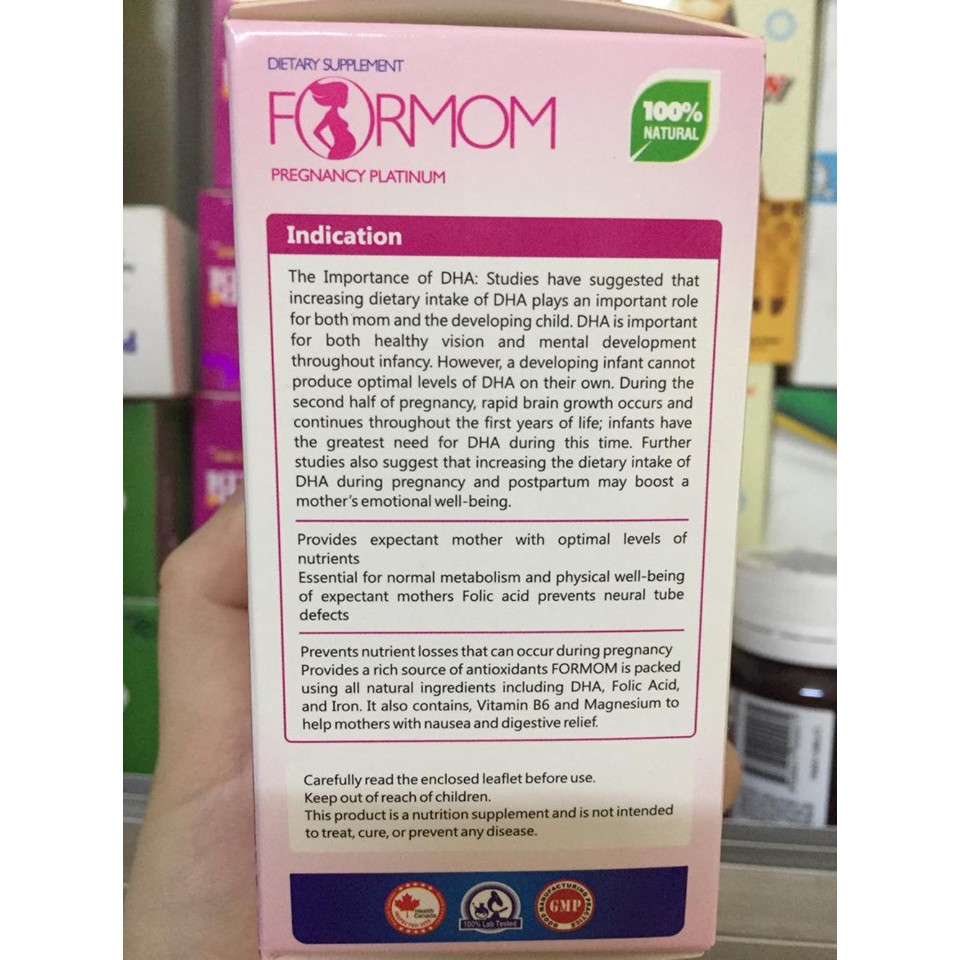 DIETARY SUPPLEMENT
FORMOM
PREGNANCY PLATINUM
100%
NATURAL
Indication
The Importance of DHA: Studies have suggested that
increasing dietary intake of DHA plays an important role
for both mom and the developing child. DHA is important
for both healthy vision and mental development
throughout infancy. However, a developing infant cannot
produce optimal levels of DHA on their own. During the
second half of pregnancy, rapid brain growth occurs and
continues throughout the first years of life; infants have
the greatest need for DHA during this time. Further
studies also suggest that increasing the dietary intake of
DHA during pregnancy and postpartum may boost a
mother's emotional well-being.
Provides expectant mother with optimal levels of
nutrients
Essential for normal metabolism and physical well-being
of expectant mothers Folic acid prevents neural tube
defects
Prevents nutrient losses that can occur during pregnancy
Provides a rich source of antioxidants FORMOM is packed
using all natural ingredients including DHA, Folic Acid,
and Iron. It also contains, Vitamin B6 and Magnesium to
help mothers with nausea and digestive relief.
Carefully read the enclosed leaflet before use.
Keep out of reach of children.
This product is a nutrition supplement and is not intended
to treat, cure, or prevent any disease.
Health
Canada
100% Lab Tested
GOOD MANUFACTURING PRACTICE
GMP